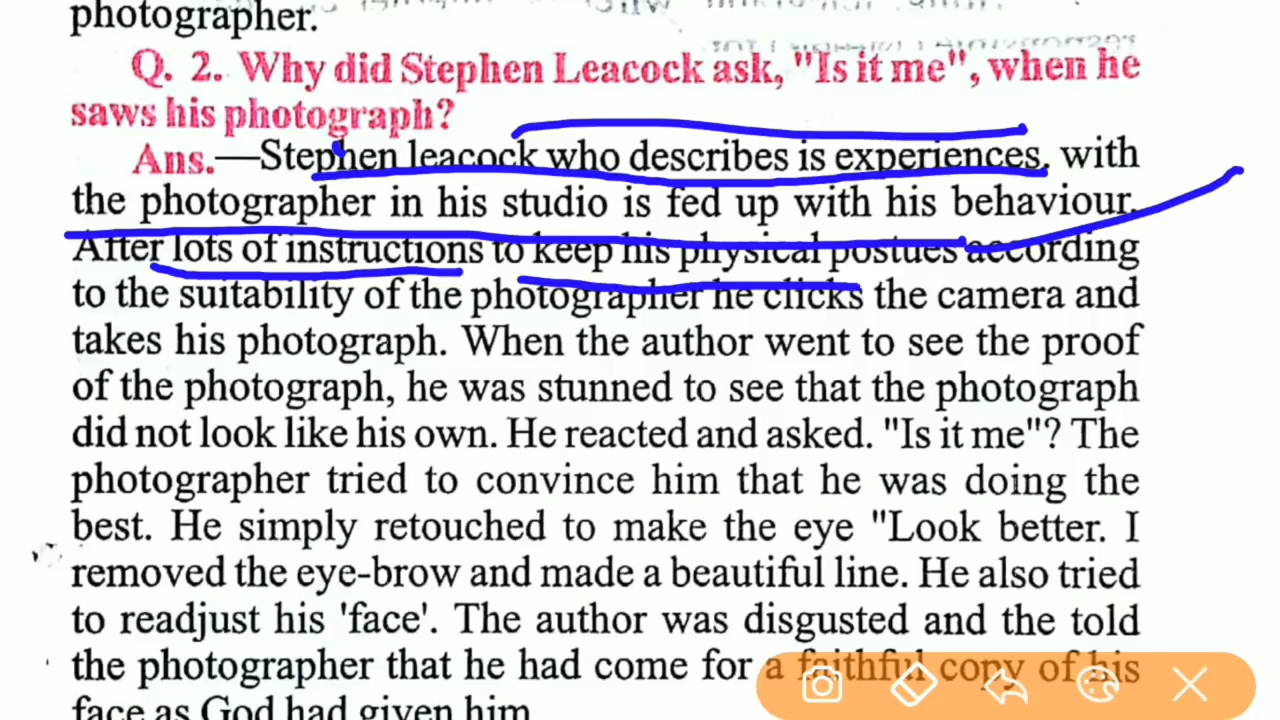 photographer.
Q. 2. Why did Stephen Leacock ask, "Is it me", when he
saws his photograph?
Ans.—Stephen leacock who describes is experiences. with
the photographer in his studio is fed up with his behaviour.
After lots of instructions to keep his physical postues according
to the suitability of the photographer he clicks the camera and
takes his photograph. When the author went to see the proof
of the photograph, he was stunned to see that the photograph
did not look like his own. He reacted and asked. "Is it me"? The
photographer tried to convince him that he was doing the
best. He simply retouched to make the eye "Look better. I
removed the eye-brow and made a beautiful line. He also tried
to readjust his 'face'. The author was disgusted and the told
the photographer that he had come for a faithful copy of his
face as God had given him